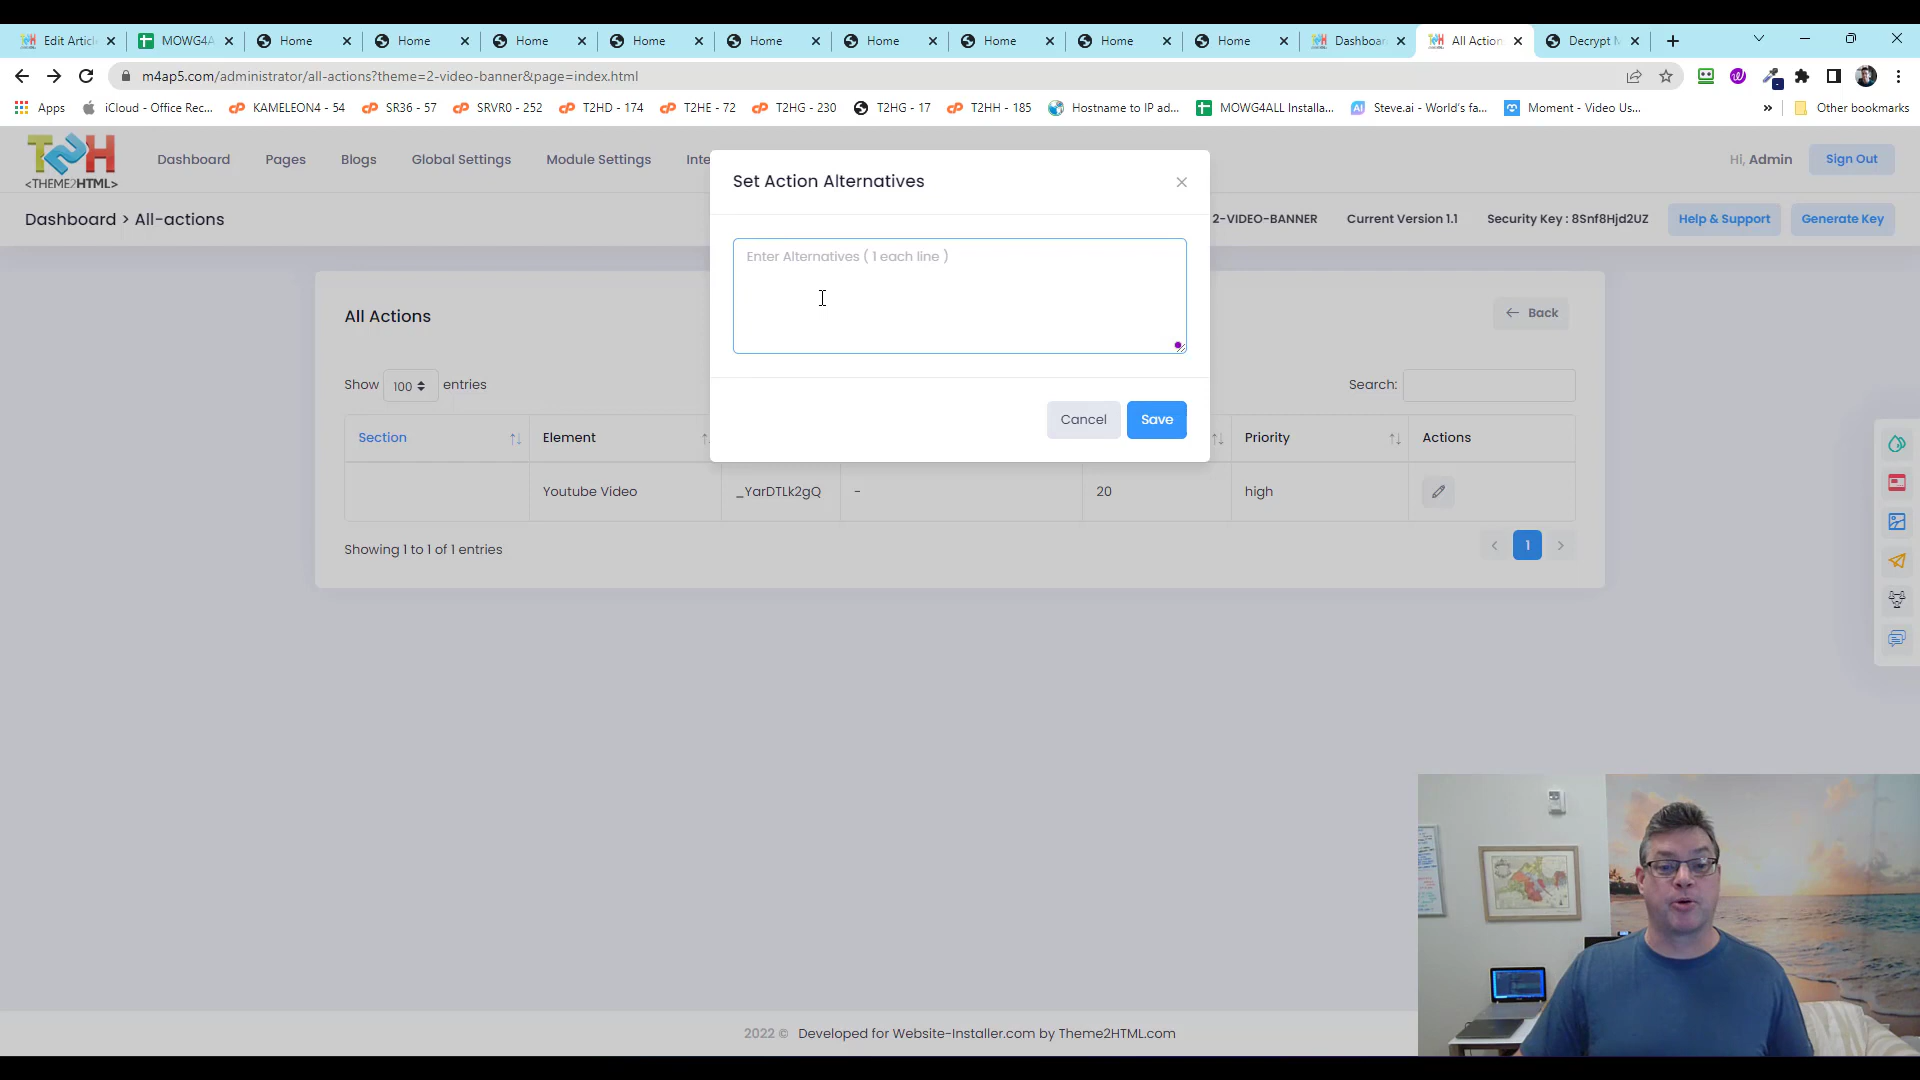 Edit Artic
MOWG4A
Home
Home
Home
Home
Home
Home
Home
Home
Home
Dashboar
All Action
Decrypt M
m4ap5.com/administrator/all-actions?theme=2-video-banner&page=index.html
Apps
iCloud - Office Rec...
KAMELEON4 - 54
SR36 - 57
SRVR0 - 252
T2HD - 174
T2HE - 72
T2HG - 230
T2HG - 17
T2HH - 185
Hostname to IP ad...
MOWG4ALL Installa...
Steve.ai - World's fa...
Moment - Video Us...
»
Other bookmarks
T2H
<THEME2HTML>
Dashboard
Pages
Blogs
Global Settings
Module Settings
Inte
Hi, Admin
Sign Out
Dashboard > All-actions
2-VIDEO-BANNER
Current Version 1.1
Security Key : 8Snf8Hjd2UZ
Help & Support
Generate Key
Set Action Alternatives
Enter Alternatives ( 1 each line )
Cancel
Save
All Actions
Back
Show 100 entries
Search:
Section
Element
Priority
Actions
Youtube Video
_YarDTLk2gQ
-
20
high
Showing 1 to 1 of 1 entries
1
2022 © Developed for Website-Installer.com by Theme2HTML.com